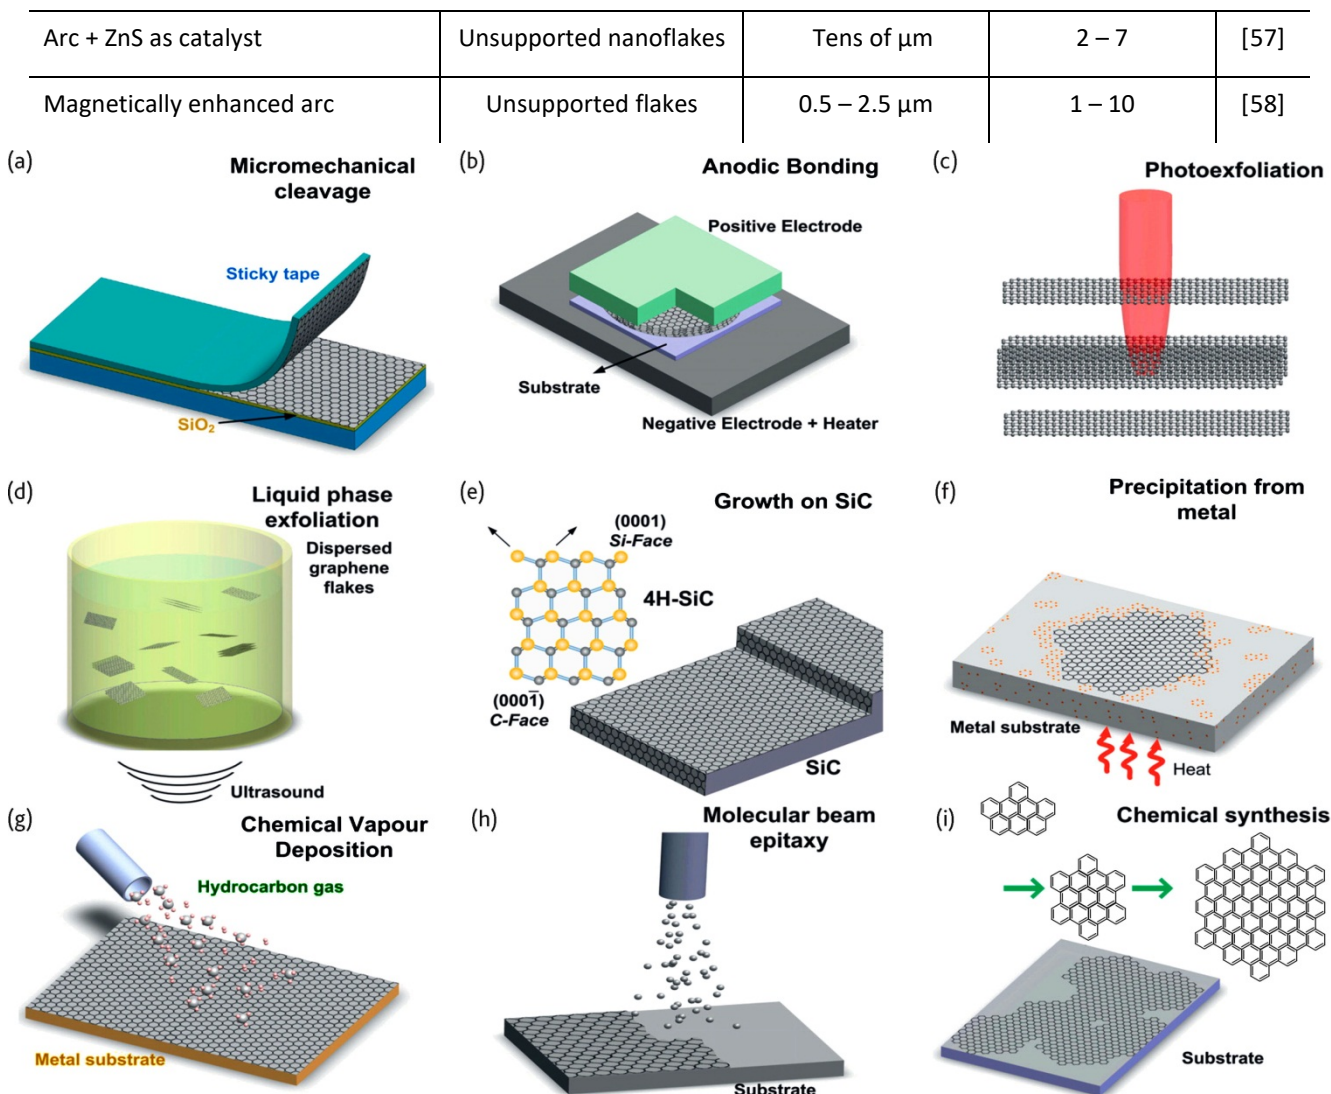 Arc + ZnS as catalyst Unsupported nanoflakes Tens of µm 2 – 7 [57]
Magnetically enhanced arc Unsupported flakes 0.5 – 2.5 µm 1 – 10 [58]
(a)
Micromechanical
cleavage
Sticky tape
SiO₂
(b)
Anodic Bonding
Positive Electrode
Substrate
Negative Electrode + Heater
(c)
Photoexfoliation
(d)
Liquid phase
exfoliation
Dispersed
graphene
flakes
Ultrasound
(e)
Growth on SiC
(0001)
Si-Face
4H-SiC
(0001̄)
C-Face
SiC
(f)
Precipitation from
metal
Metal substrate
Heat
(g)
Chemical Vapour
Deposition
Hydrocarbon gas
Metal substrate
(h)
Molecular beam
epitaxy
Substrate
(i)
Chemical synthesis
Substrate